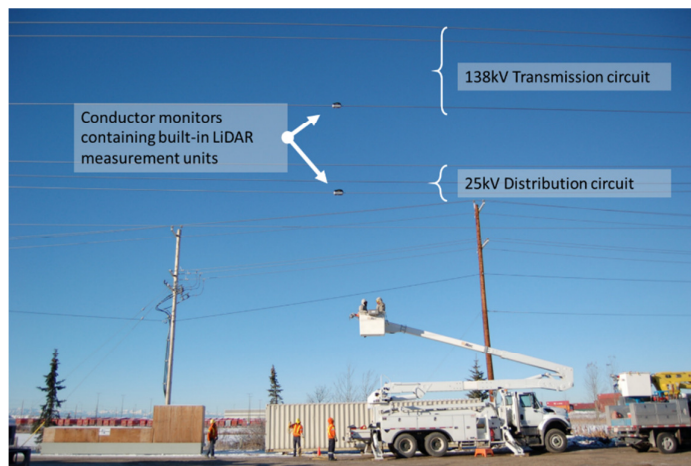 138kV Transmission circuit
Conductor monitors
containing built-in LiDAR
measurement units
25kV Distribution circuit